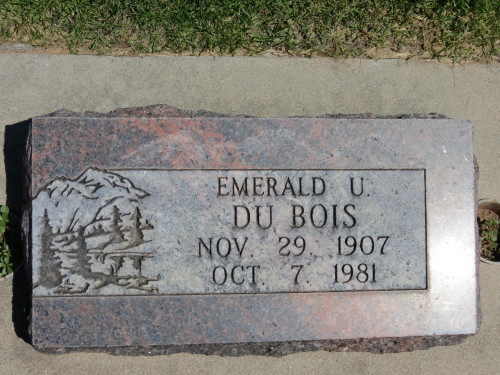 EMERALD U.
DU BOIS
NOV. 29, 1907
OCT. 7, 1981